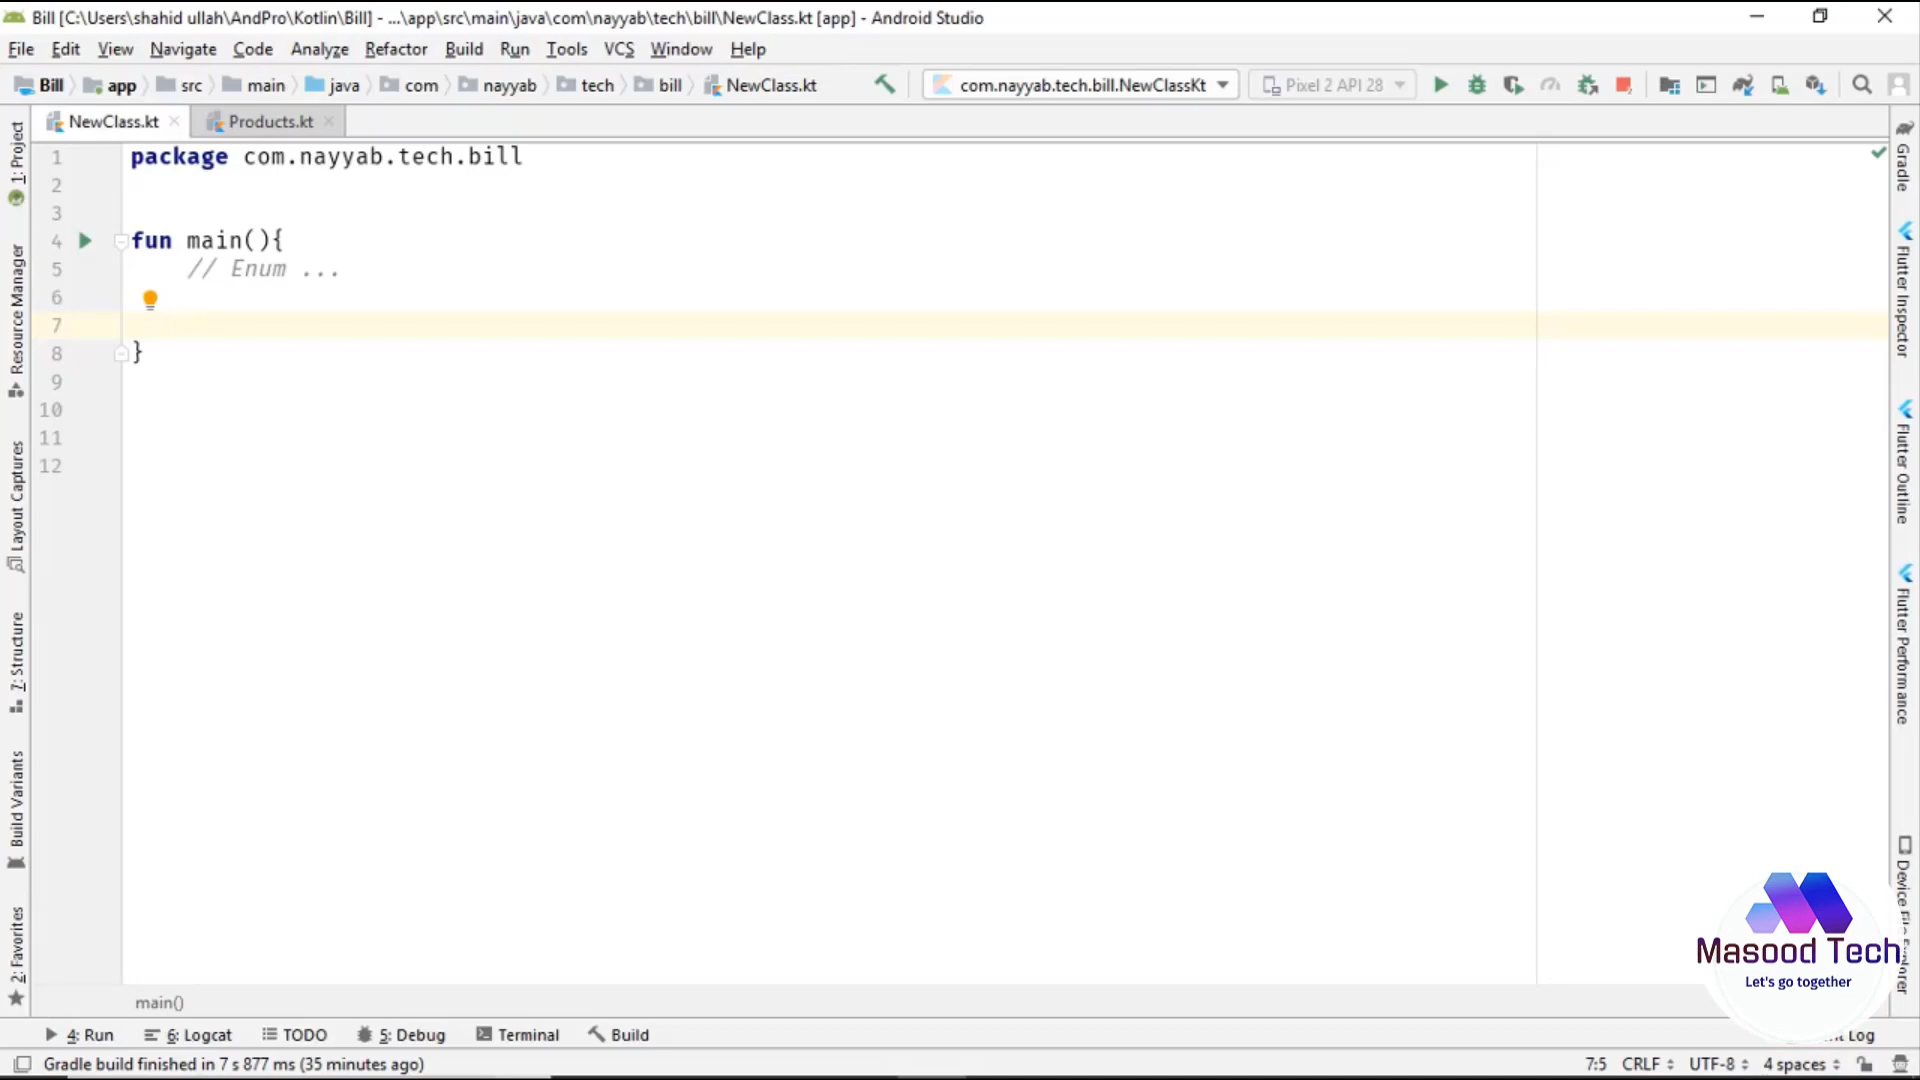 Bill [C:\Users\shahid ullah\AndPro\Kotlin\Bill] - ...\app\src\main\java\com\nayyab\tech\bill\NewClass.kt [app] - Android Studio
File Edit View Navigate Code Analyze Refactor Build Run Tools VCS Window Help
Bill app src main java com nayyab tech bill NewClass.kt com.nayyab.tech.bill.NewClassKt Pixel 2 API 28
NewClass.kt Products.kt
1 package com.nayyab.tech.bill
2
3
4 fun main(){
5 // Enum ...
6
7
8 }
9
10
11
12
1: Project
Resource Manager
Layout Captures
7: Structure
Build Variants
2: Favorites
Gradle
Flutter Inspector
Flutter Outline
Flutter Performance
Device File Explorer
Masood Tech
Let's go together
main()
4: Run 6: Logcat TODO 5: Debug Terminal Build Log
Gradle build finished in 7 s 877 ms (35 minutes ago) 7:5 CRLF UTF-8 4 spaces